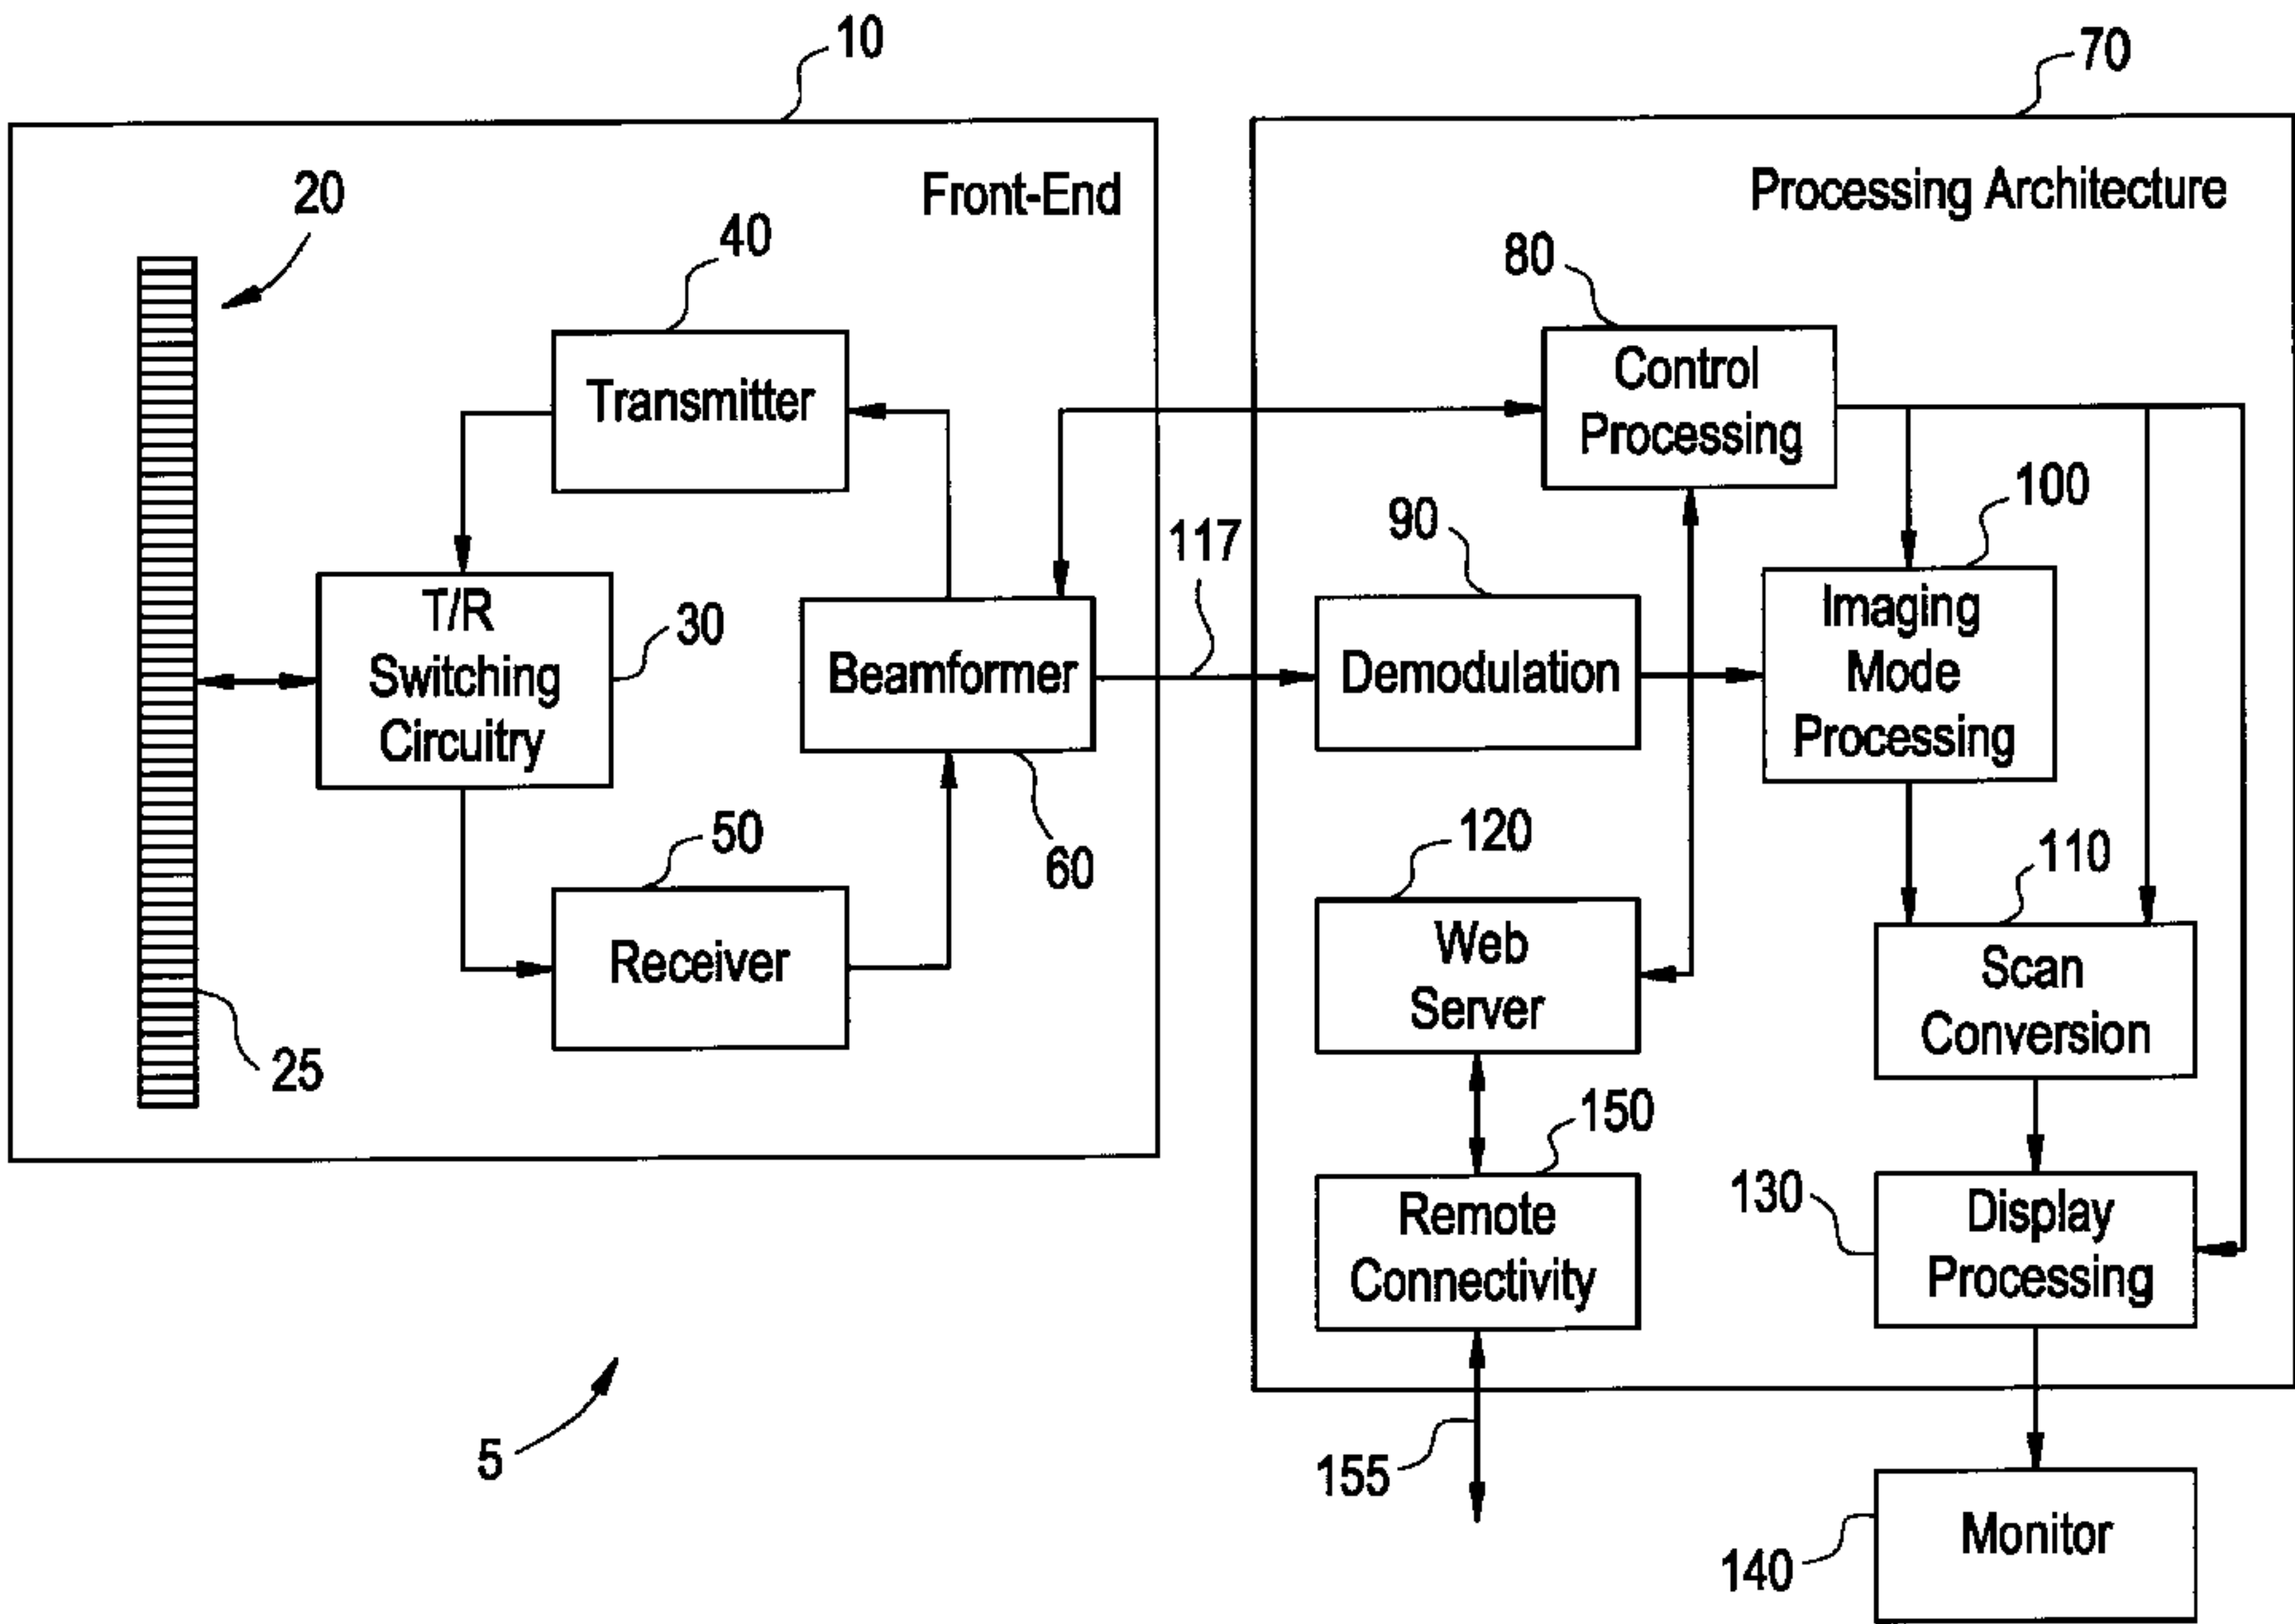 10
70
Front-End
Processing Architecture
20
40
80
Transmitter
Control
Processing
100
90
117
T/R
Switching
Circuitry
30
Beamformer
Demodulation
Imaging
Mode
Processing
50
60
120
110
Receiver
Web
Server
Scan
Conversion
25
150
130
Remote
Connectivity
Display
Processing
5
155
140
Monitor